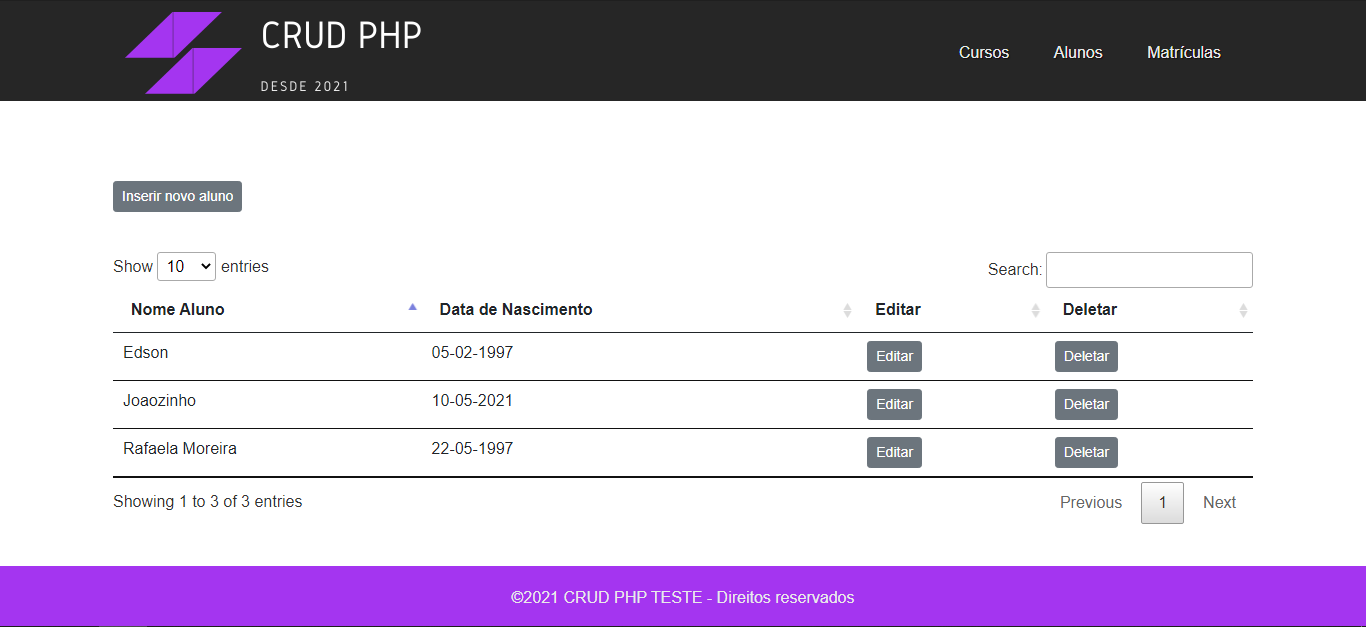 CRUD PHP
DESDE 2021
Cursos Alunos Matrículas
Inserir novo aluno
Show 10 entries
Search:
Nome Aluno Data de Nascimento Editar Deletar
Edson 05-02-1997 Editar Deletar
Joaozinho 10-05-2021 Editar Deletar
Rafaela Moreira 22-05-1997 Editar Deletar
Showing 1 to 3 of 3 entries
Previous 1 Next
©2021 CRUD PHP TESTE - Direitos reservados